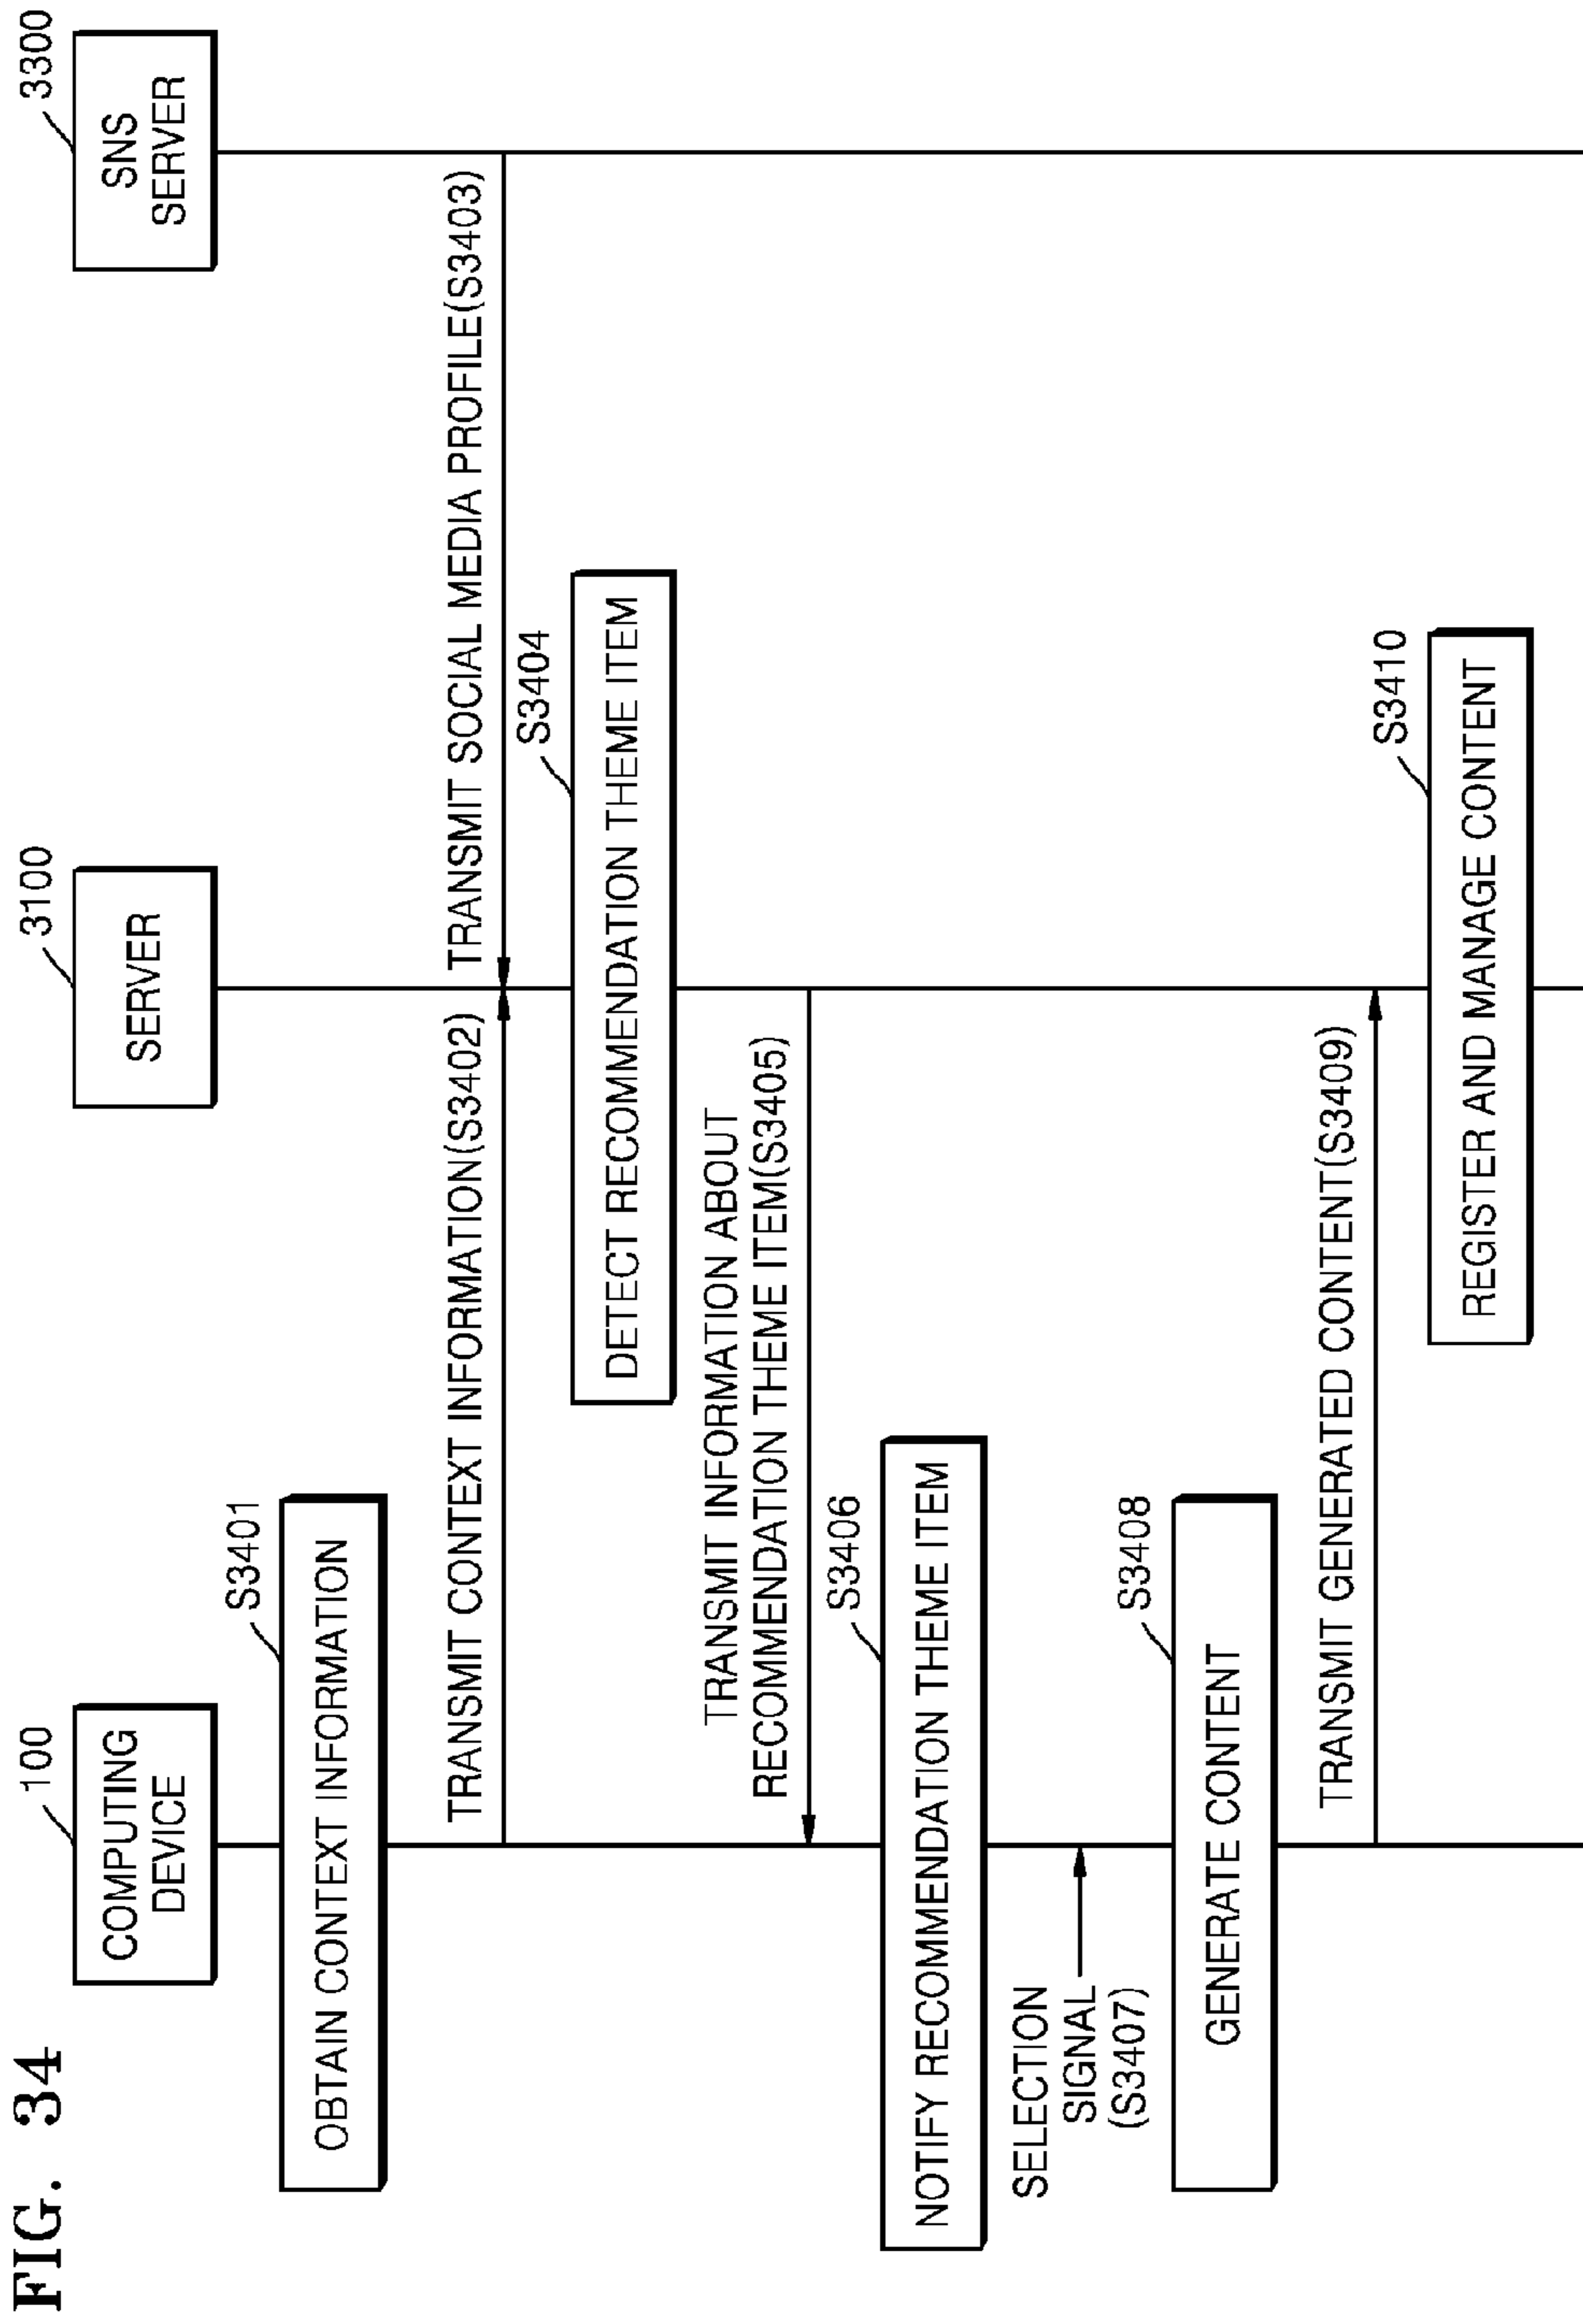 FIG. 34
100
COMPUTING
DEVICE
3100
SERVER
3300
SNS
SERVER
S3401
OBTAIN CONTEXT INFORMATION
TRANSMIT CONTEXT INFORMATION(S3402)
TRANSMIT SOCIAL MEDIA PROFILE(S3403)
S3404
DETECT RECOMMENDATION THEME ITEM
TRANSMIT INFORMATION ABOUT
RECOMMENDATION THEME ITEM(S3405)
S3406
NOTIFY RECOMMENDATION THEME ITEM
SELECTION
SIGNAL
(S3407)
S3408
GENERATE CONTENT
TRANSMIT GENERATED CONTENT(S3409)
S3410
REGISTER AND MANAGE CONTENT